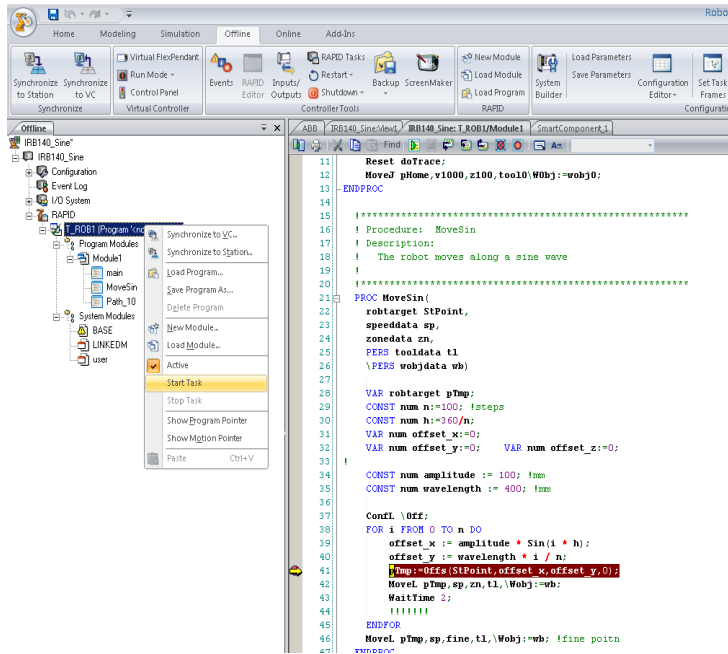 Robo
Home Modeling Simulation Offline Online Add-Ins
Synchronize to Station
Synchronize to VC
Synchronize
Virtual FlexPendant
Run Mode
Control Panel
Virtual Controller
Events
RAPID Editor
Inputs/ Outputs
RAPID Tasks
Restart
Shutdown
Backup
ScreenMaker
Controller Tools
New Module
Load Module
Load Program
RAPID
System Builder
Load Parameters
Save Parameters
Configuration Editor
Set Task Frames
Configurati
Offline
IRB140_Sine*
IRB140_Sine
Configuration
Event Log
I/O System
RAPID
T_ROB1 (Program '<no
Program Modules
Module1
main
MoveSin
Path_10
System Modules
BASE
LINKEDM
user
Synchronize to VC...
Synchronize to Station...
Load Program...
Save Program As...
Delete Program
New Module...
Load Module...
Active
Start Task
Stop Task
Show Program Pointer
Show Motion Pointer
Paste Ctrl+V
ABB IRB140_Sine:View1 IRB140_Sine: T_ROB1/Module1 SmartComponent_1
Find
11 Reset doTrace;
12 MoveJ pHome,v1000,z100,tool0\WObj:=wobj0;
13 ENDPROC
14
15 !*******************************************************
16 ! Procedure: MoveSin
17 ! Description:
18 ! The robot moves along a sine wave
19 !
20 !*******************************************************
21 PROC MoveSin(
22 robtarget StPoint,
23 speeddata sp,
24 zonedata zn,
25 PERS tooldata tl
26 \PERS wobjdata wb)
27
28 VAR robtarget pTmp;
29 CONST num n:=100; !steps
30 CONST num h:=360/n;
31 VAR num offset_x:=0;
32 VAR num offset_y:=0; VAR num offset_z:=0;
33 !
34 CONST num amplitude := 100; !mm
35 CONST num wavelength := 400; !mm
36
37 ConfL \Off;
38 FOR i FROM 0 TO n DO
39 offset_x := amplitude * Sin(i * h);
40 offset_y := wavelength * i / n;
41 pTmp:=Offs(StPoint,offset_x,offset_y,0);
42 MoveL pTmp,sp,zn,tl,\Wobj:=wb;
43 WaitTime 2;
44 !!!!!!!
45 ENDFOR
46 MoveL pTmp,sp,fine,tl,\Wobj:=wb; !fine poitn
47 ENDPROC